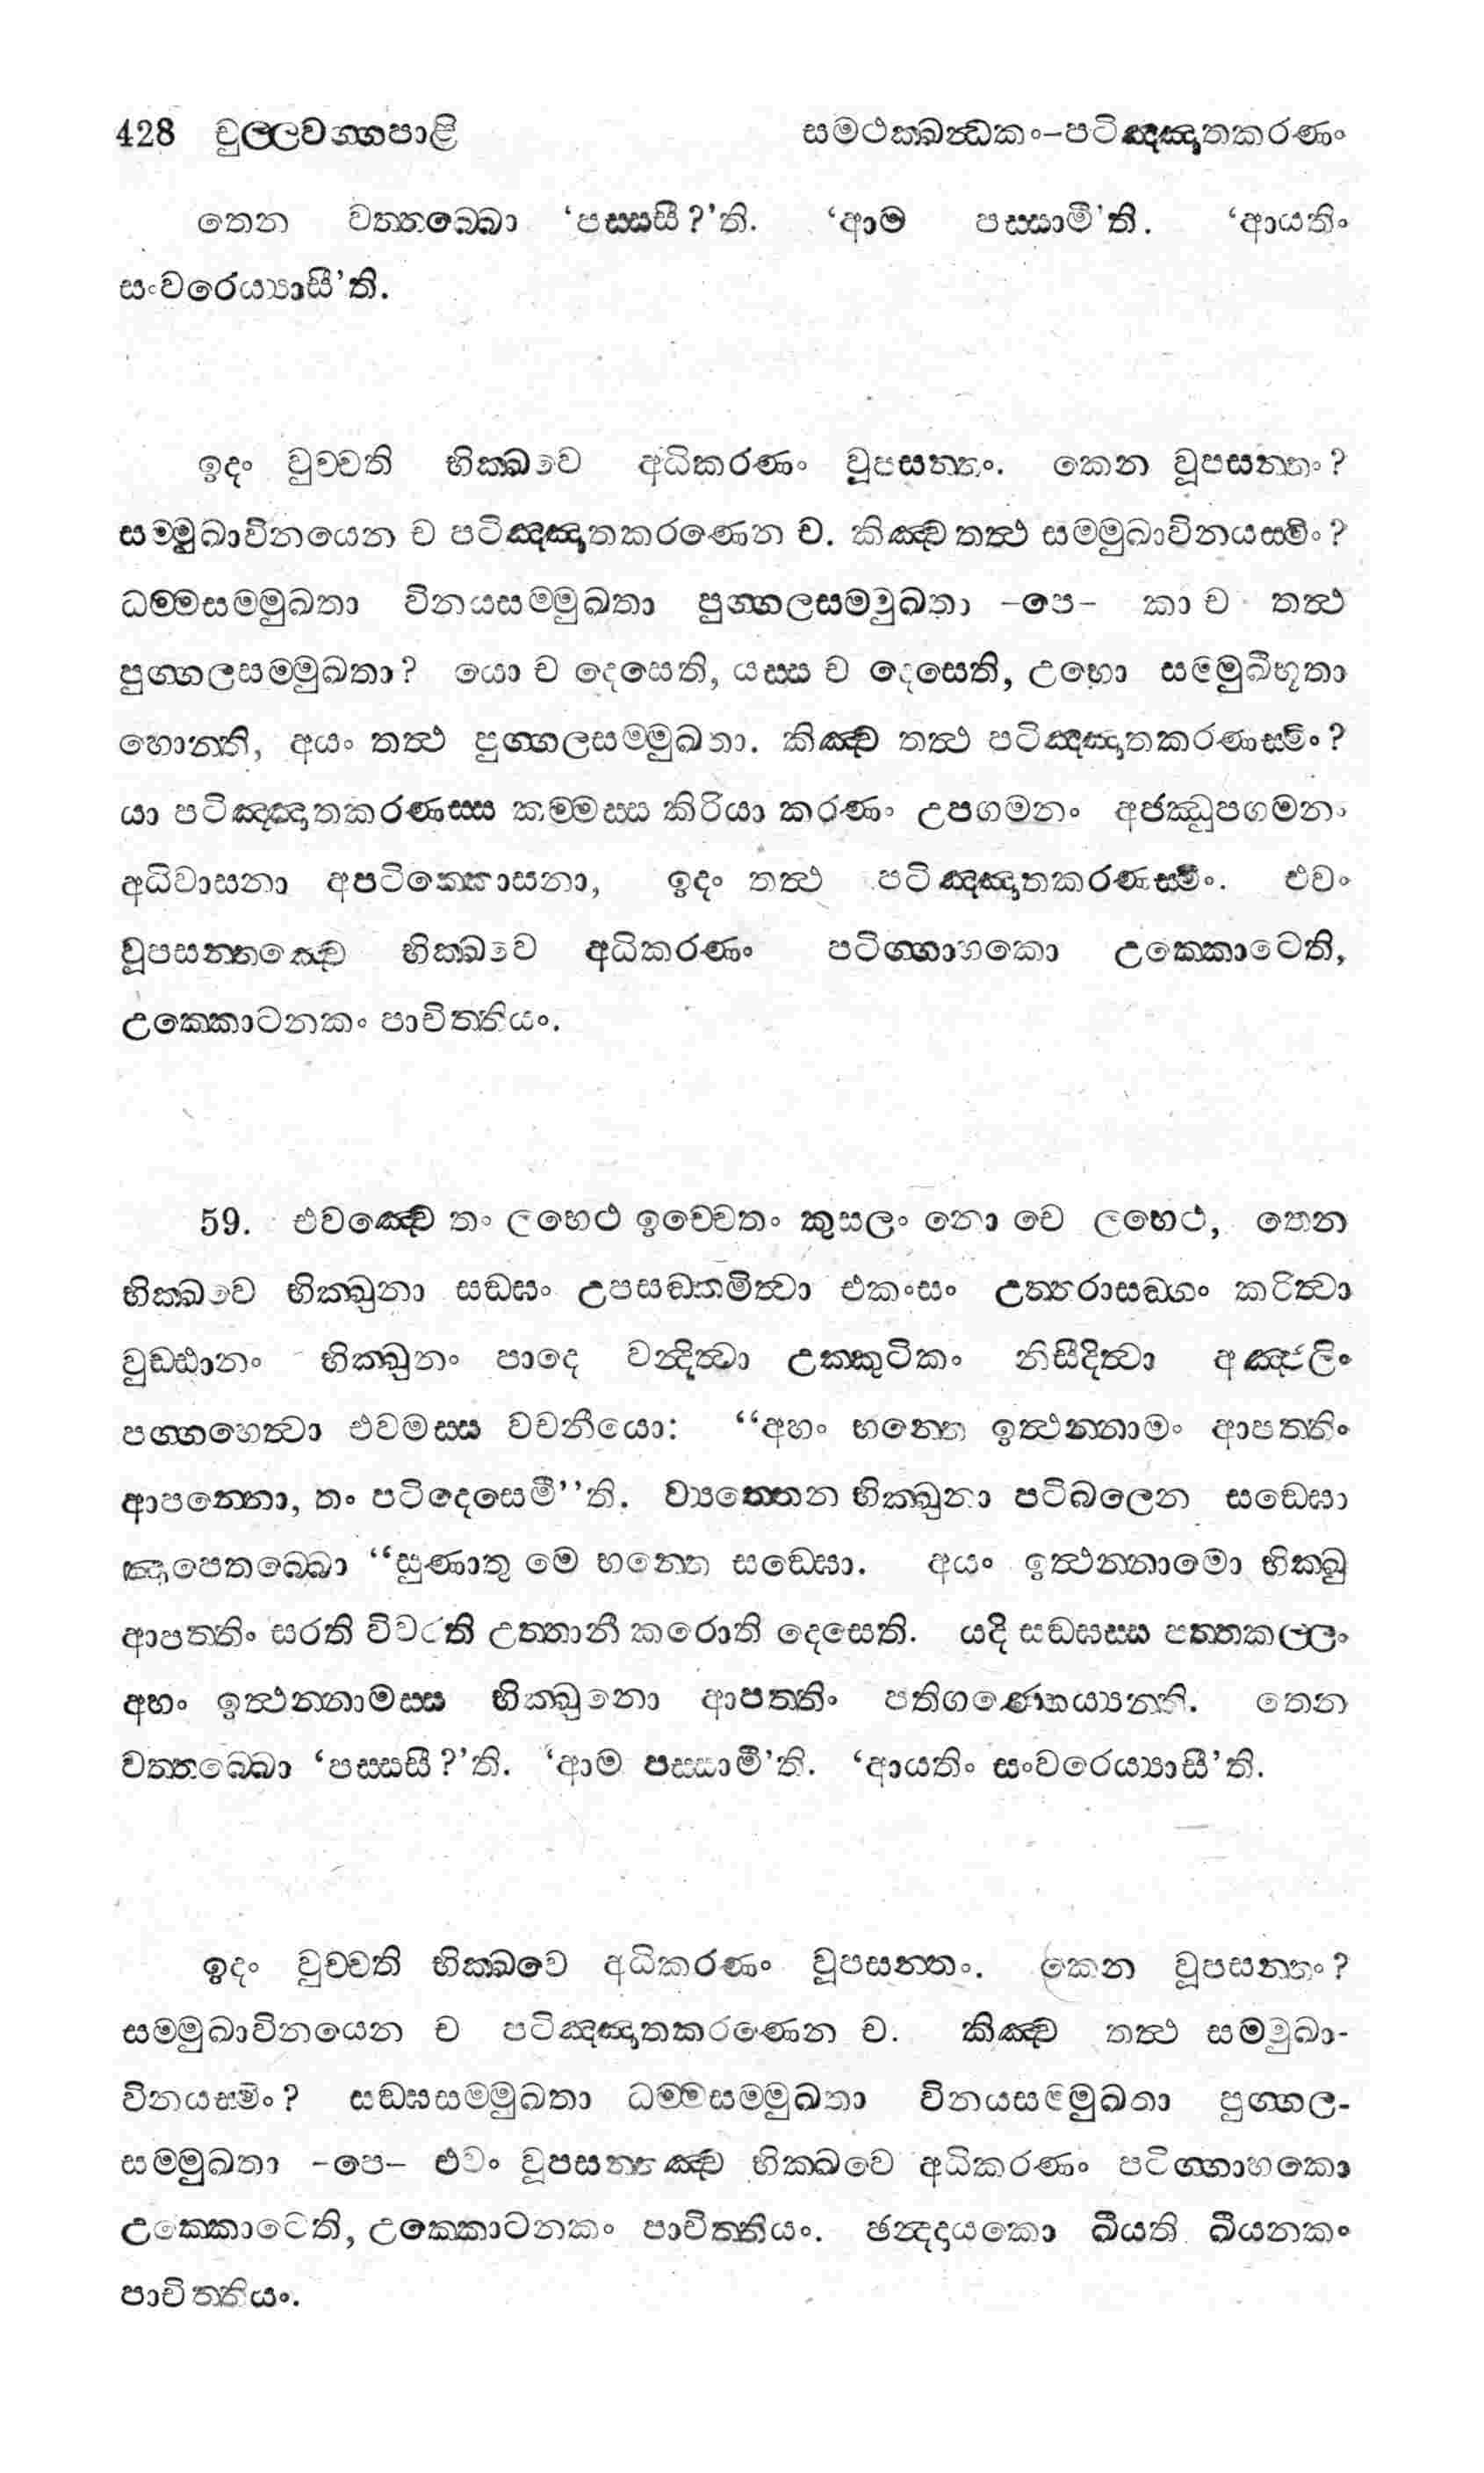 428 චුල්ලවග්ගපාළි සමථක්ඛන්ධකං-පටිඤ්ඤාතකරණං
තෙන වත්තබ්බො ‘පස්සසී?’ති. ‘ආම පස්සාමී’ති. ‘ආයතිං
සංවරෙය්‍යාසී’ති.
ඉදං වුච්චති භික්ඛවෙ අධිකරණං වූපසන්තං. කෙන වූපසන්තං?
සම්මුඛාවිනයෙන ච පටිඤ්ඤාතකරණෙන ච. කිඤ්ච තත්ථ සම්මුඛාවිනයස්මිං?
ධම්මසම්මුඛතා විනයසම්මුඛතා පුග්ගලසම්මුඛතා -පෙ- කා ච තත්ථ
පුග්ගලසම්මුඛතා? යො ච දෙසෙති, යස්ස ච දෙසෙති, උභො සම්මුඛීභූතා
හොන්ති, අයං තත්ථ පුග්ගලසම්මුඛතා. කිඤ්ච තත්ථ පටිඤ්ඤාතකරණස්මිං?
යා පටිඤ්ඤාතකරණස්ස කම්මස්ස කිරියා කරණං උපගමනං අජ්ඣුපගමනං
අධිවාසනා අපටික්කොසනා, ඉදං තත්ථ පටිඤ්ඤාතකරණස්මිං. එවං
වූපසන්තඤ්චෙ භික්ඛවෙ අධිකරණං පටිග්ගාහකො උක්කොටෙති,
උක්කොටනකං පාචිත්තියං.
59. එවඤ්චෙතං ලභෙථ ඉච්චෙතං කුසලං නො චෙ ලභෙථ, තෙන
භික්ඛවෙ භික්ඛුනා සඞ්ඝං උපසඞ්කමිත්වා එකංසං උත්තරාසඞ්ගං කරිත්වා
වුඩ්ඪානං භික්ඛුනං පාදෙ වන්දිත්වා උක්කුටිකං නිසීදිත්වා අඤ්ජලිං
පග්ගහෙත්වා එවමස්ස වචනීයො: “අහං භන්තෙ ඉත්ථන්නාමං ආපත්තිං
ආපන්නො, තං පටිදෙසෙමී’’ති. ව්‍යත්තෙන භික්ඛුනා පටිබලෙන සඞ්ඝො
ඤාපෙතබ්බො “සුණාතු මෙ භන්තෙ සඞ්ඝො. අයං ඉත්ථන්නාමො භික්ඛු
ආපත්තිං සරති විවරති උත්තානී කරොති දෙසෙති. යදි සඞ්ඝස්ස පත්තකල්ලං
අහං ඉත්ථන්නාමස්ස භික්ඛුනො ආපත්තිං පතිගණ්හෙය්‍යන්ති. තෙන
වත්තබ්බො ‘පස්සසී?’ති. ‘ආම පස්සාමී’ති. ‘ආයතිං සංවරෙය්‍යාසී’ති.
ඉදං වුච්චති භික්ඛවෙ අධිකරණං වූපසන්තං. කෙන වූපසන්තං?
සම්මුඛාවිනයෙන ච පටිඤ්ඤාතකරණෙන ච. කිඤ්ච තත්ථ සම්මුඛා-
විනයස්මිං? සඞ්ඝසම්මුඛතා ධම්මසම්මුඛතා විනයසම්මුඛතා පුග්ගල-
සම්මුඛතා -පෙ- එවං වූපසන්තඤ්ච භික්ඛවෙ අධිකරණං පටිග්ගාහකො
උක්කොටෙති, උක්කොටනකං පාචිත්තියං. ඡන්දදායකො ඛීයති ඛීයනකං
පාචිත්තියං.